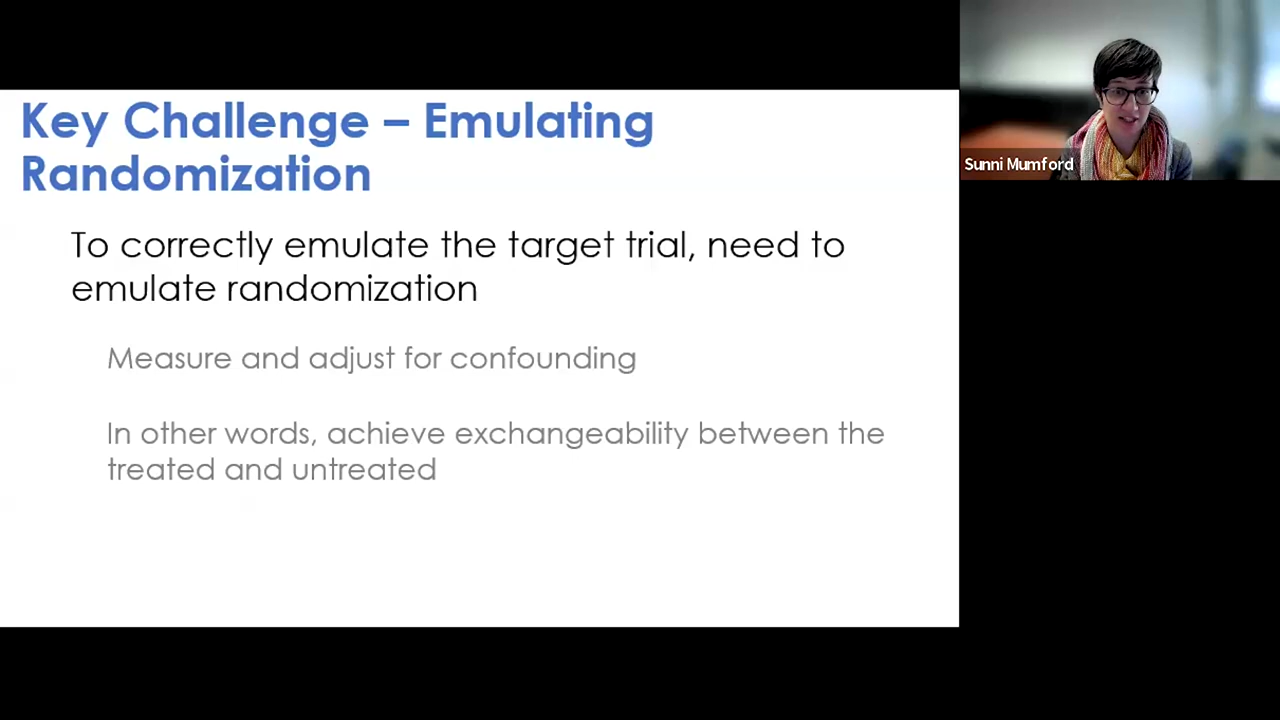 Key Challenge – Emulating
Randomization
To correctly emulate the target trial, need to
emulate randomization
Measure and adjust for confounding
In other words, achieve exchangeability between the
treated and untreated
Sunni Mumford